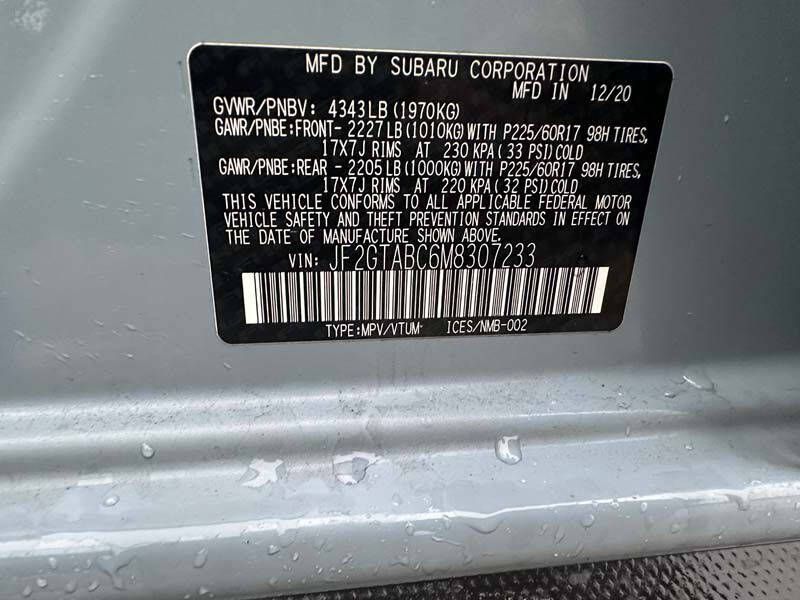 MFD BY SUBARU CORPORATION
MFD IN 12/20
GVWR/PNBV: 4343LB (1970KG)
GAWR/PNBE:FRONT- 2227LB (1010KG) WITH P225/60R17 98H TIRES,
17X7J RIMS AT 230 KPA (33 PSI) COLD
GAWR/PNBE:REAR - 2205LB (1000KG) WITH P225/60R17 98H TIRES,
17X7J RIMS AT 220 KPA (32 PSI) COLD
THIS VEHICLE CONFORMS TO ALL APPLICABLE FEDERAL MOTOR
VEHICLE SAFETY AND THEFT PREVENTION STANDARDS IN EFFECT ON
THE DATE OF MANUFACTURE SHOWN ABOVE.
VIN: JF2GTABC6M8307233
TYPE:MPV/VTUM ICES/NMB-002